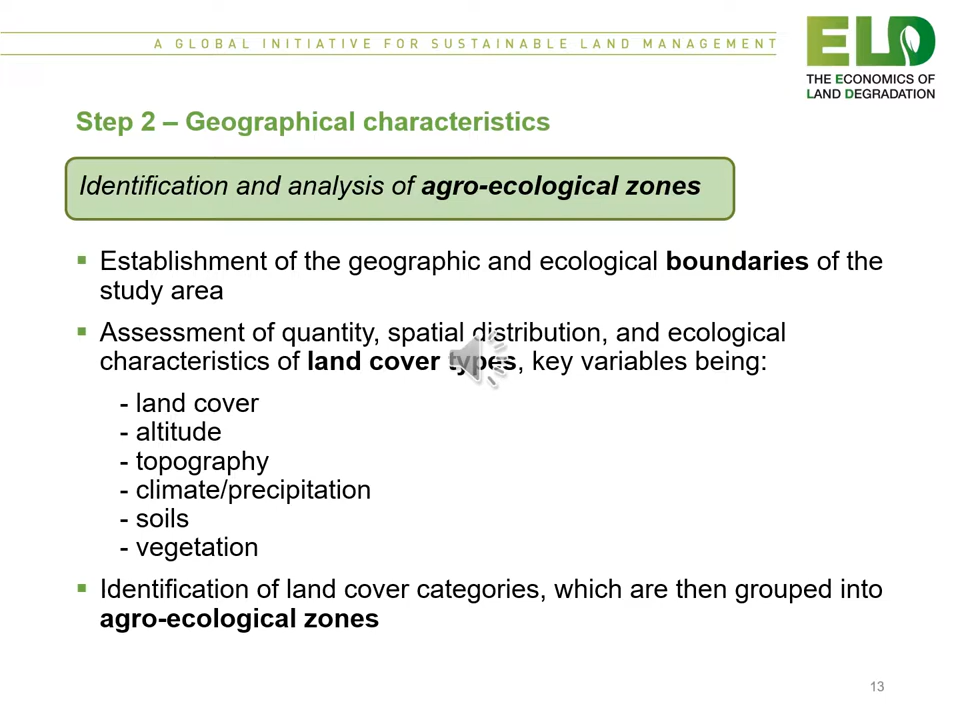 A GLOBAL INITIATIVE FOR SUSTAINABLE LAND MANAGEMENT
ELD
THE ECONOMICS OF
LAND DEGRADATION
Step 2 – Geographical characteristics
Identification and analysis of agro-ecological zones
▪ Establishment of the geographic and ecological boundaries of the
study area
▪ Assessment of quantity, spatial distribution, and ecological
characteristics of land cover types, key variables being:
- land cover
- altitude
- topography
- climate/precipitation
- soils
- vegetation
▪ Identification of land cover categories, which are then grouped into
agro-ecological zones
13